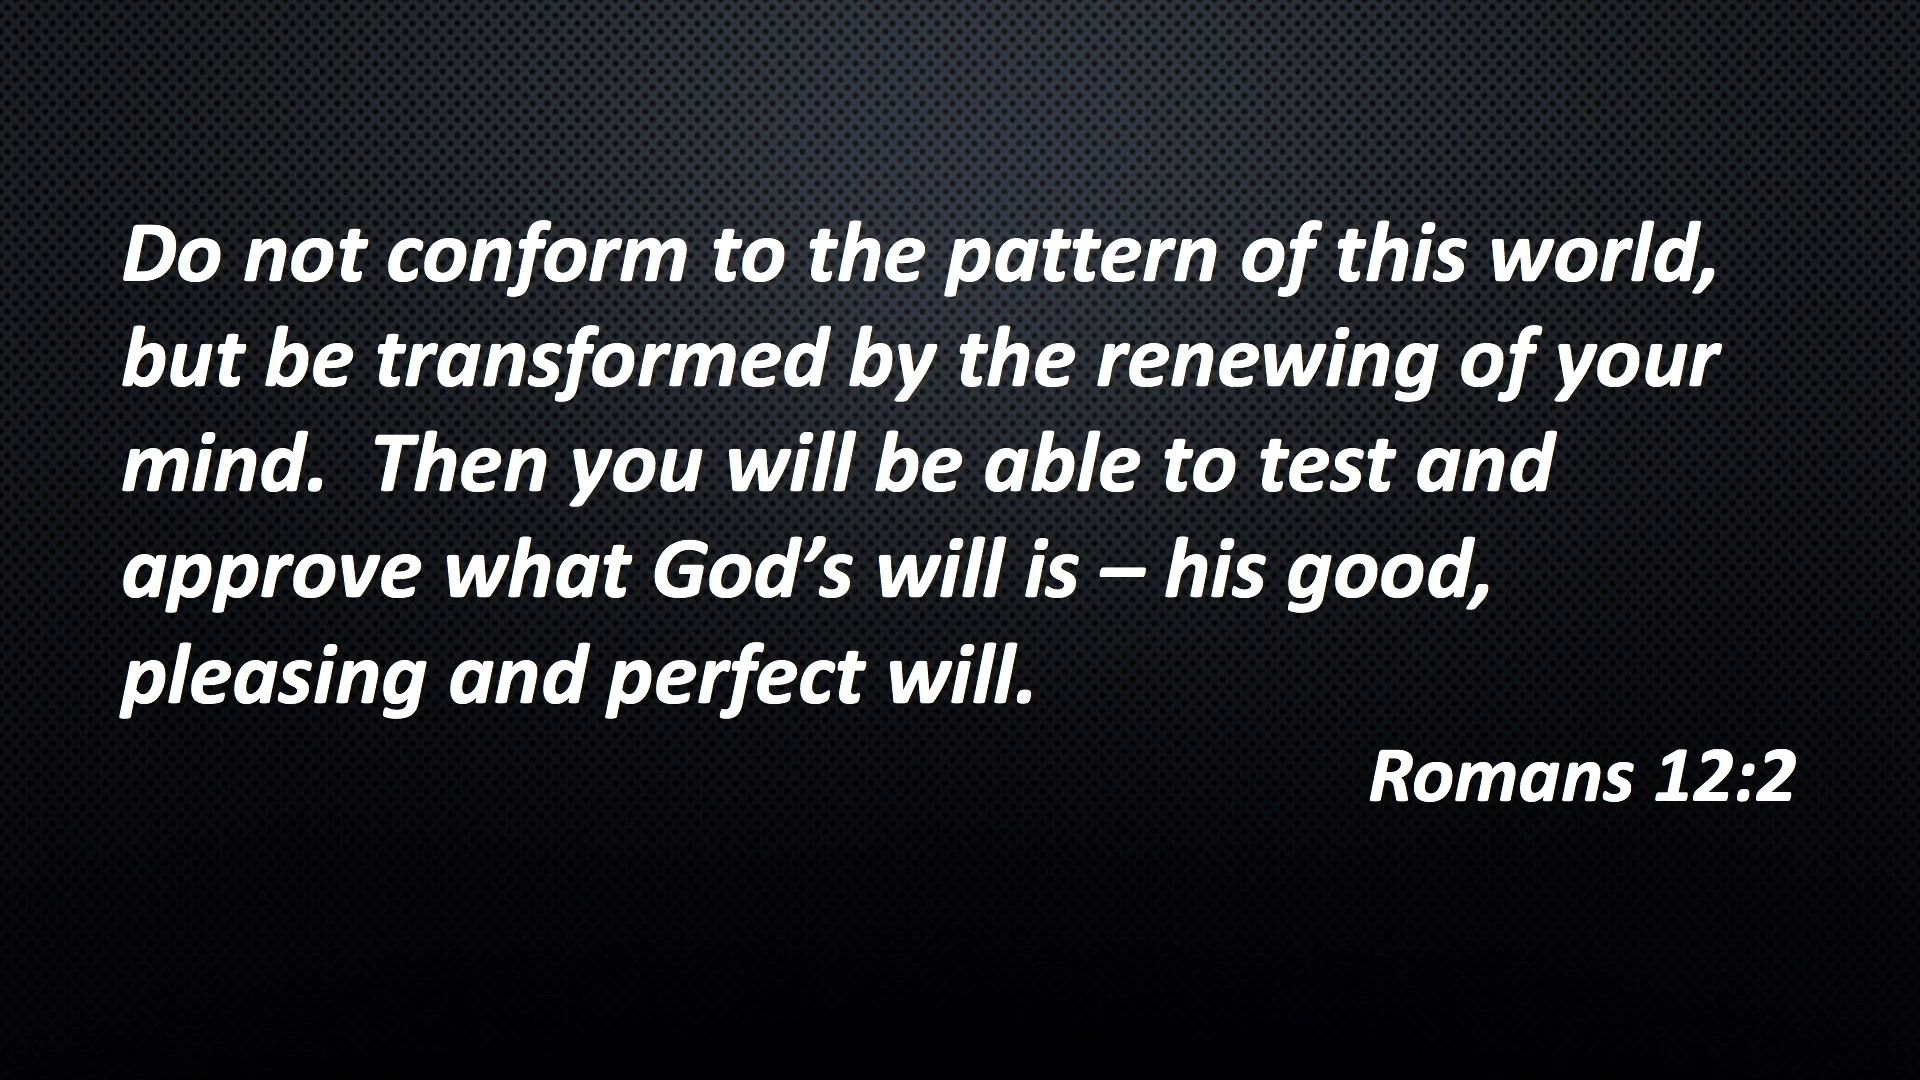 Do not conform to the pattern of this world,
but be transformed by the renewing of your
mind.  Then you will be able to test and
approve what God’s will is – his good,
pleasing and perfect will.
Romans 12:2